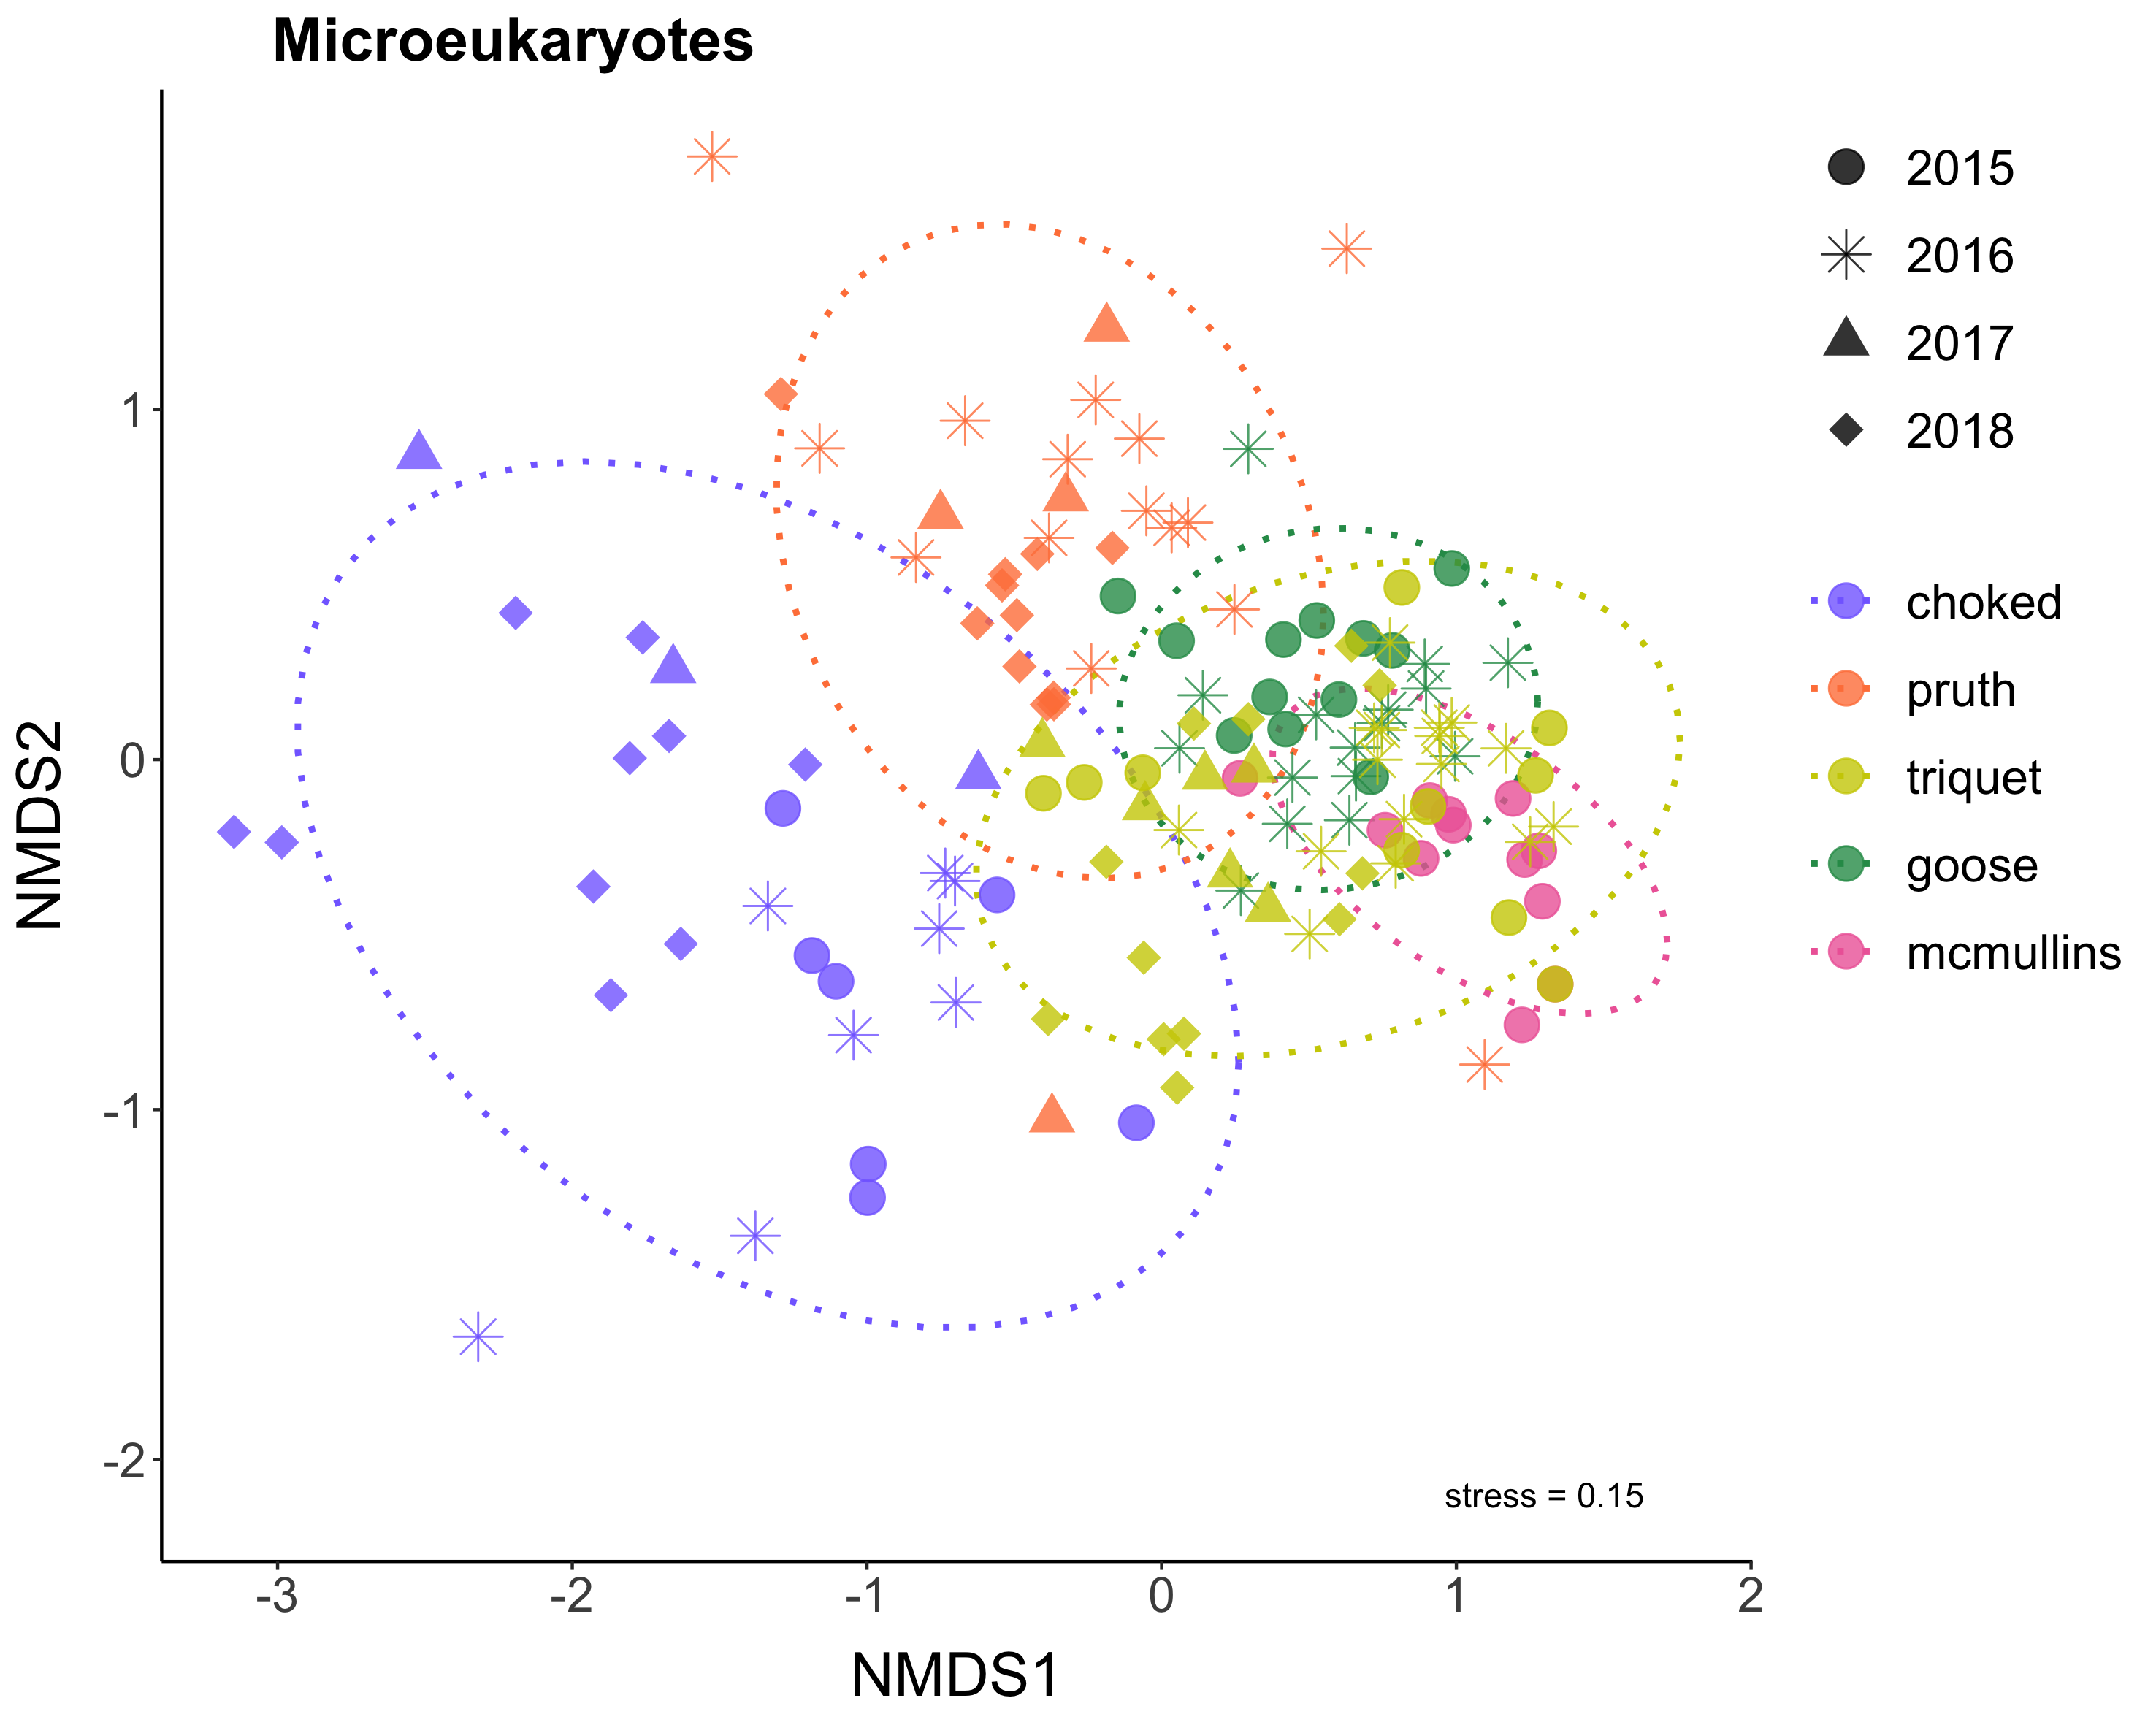 Microeukaryotes
2015
2016
2017
2018
choked
pruth
triquet
goose
mcmullins
NMDS2
1
0
-1
-2
stress = 0.15
-3 -2 -1 0 1 2
NMDS1